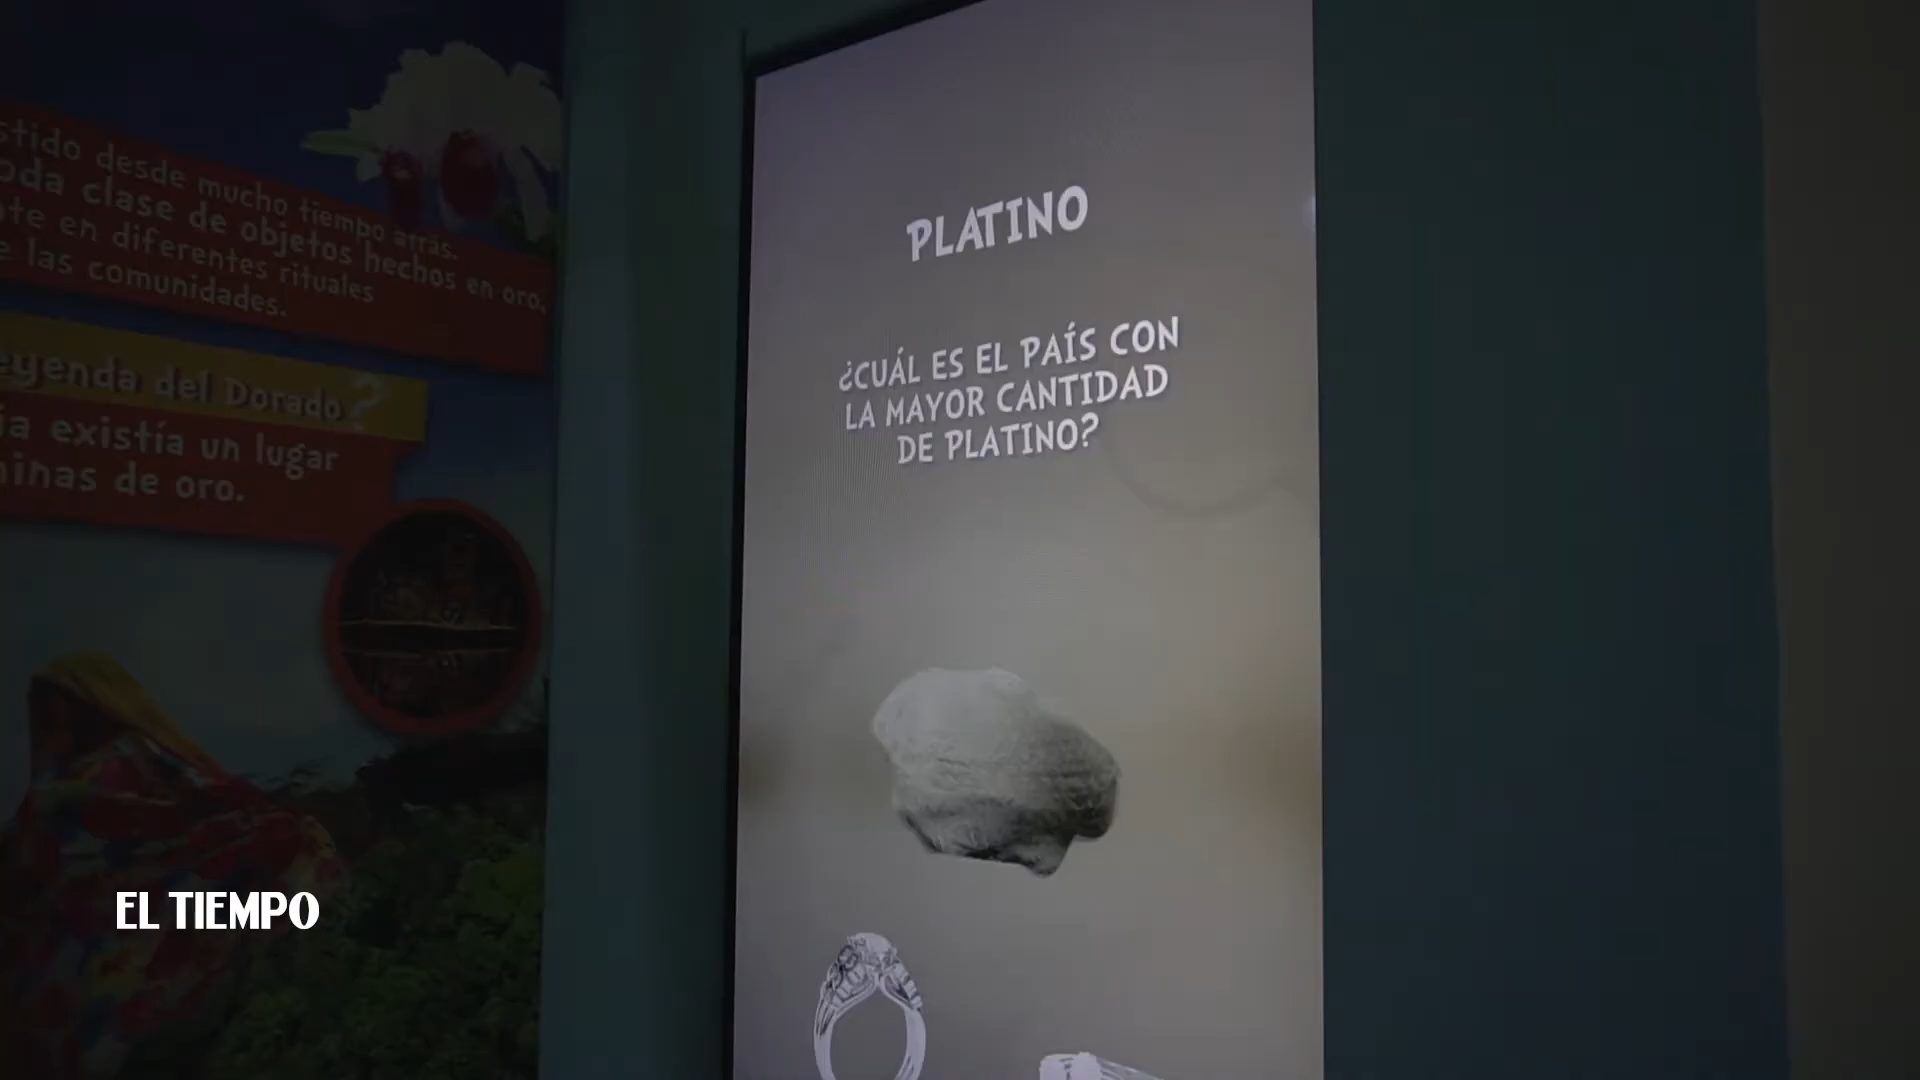 stido desde mucho tiempo atrás.
oda clase de objetos hechos en oro,
te en diferentes rituales
e las comunidades.
eyenda del Dorado?
ia existía un lugar
minas de oro.
PLATINO
¿CUÁL ES EL PAÍS CON
LA MAYOR CANTIDAD
DE PLATINO?
EL TIEMPO